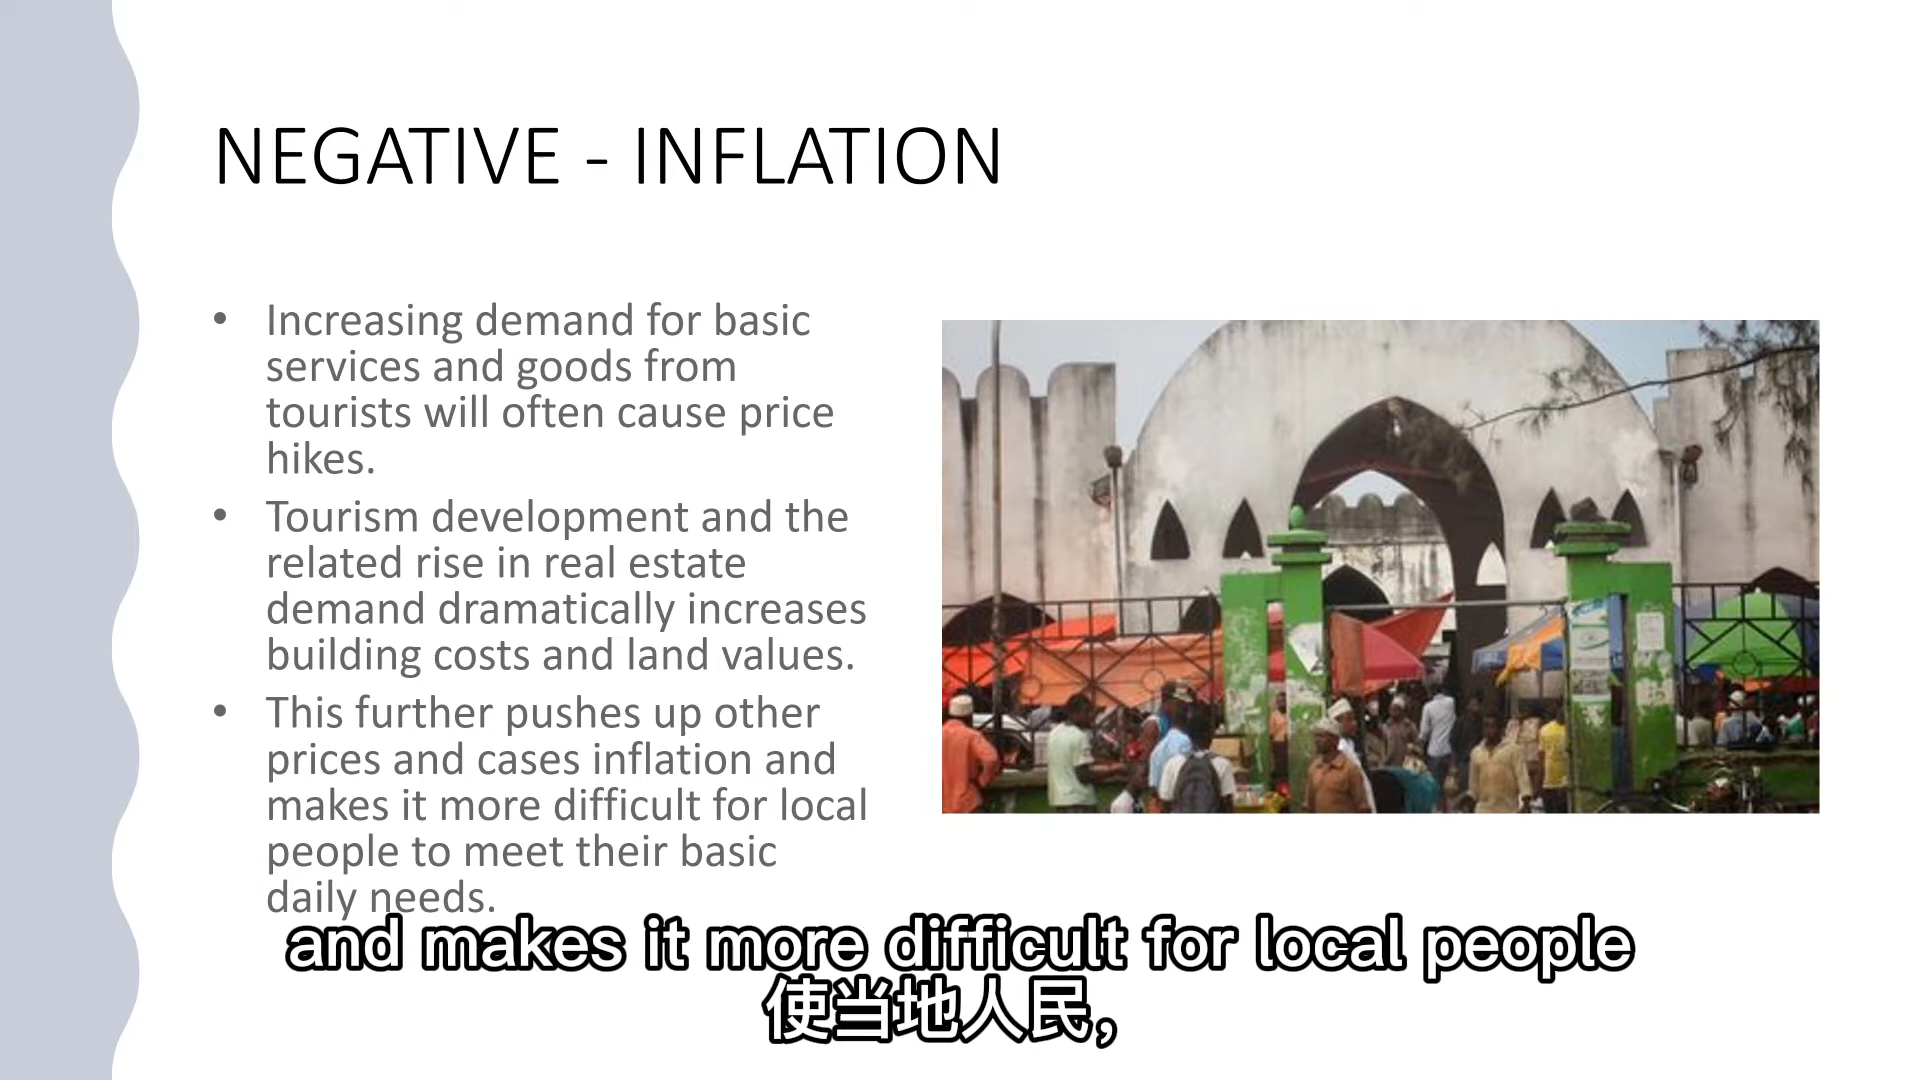 NEGATIVE - INFLATION
• Increasing demand for basic
services and goods from
tourists will often cause price
hikes.
• Tourism development and the
related rise in real estate
demand dramatically increases
building costs and land values.
• This further pushes up other
prices and cases inflation and
makes it more difficult for local
people to meet their basic
daily needs.
and makes it more difficult for local people
使当地人民，